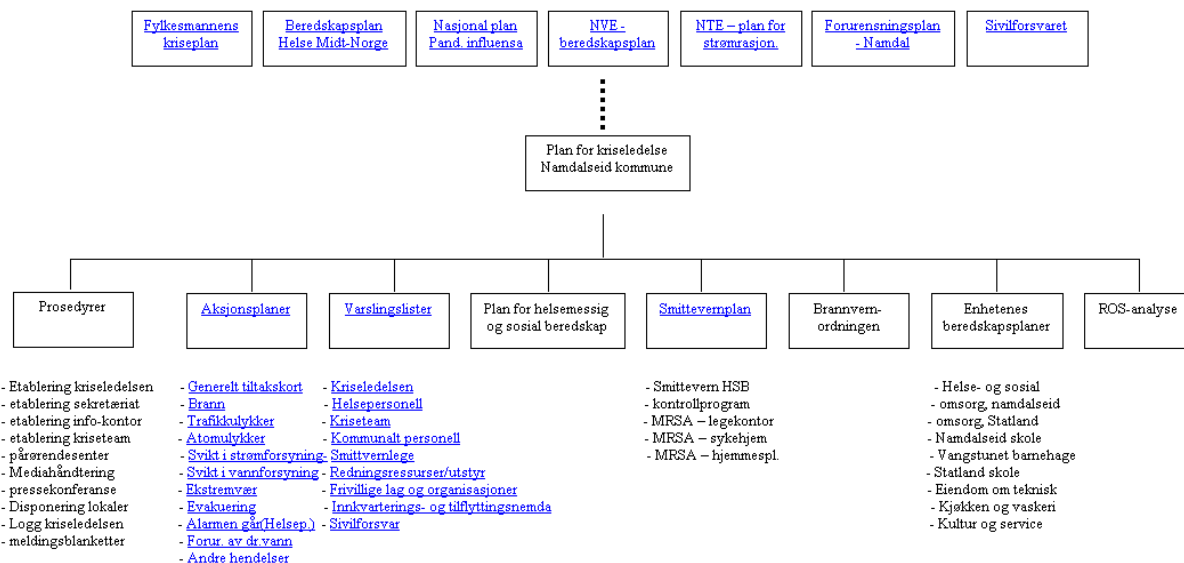 Fylkesmannens
kriseplan
Beredskapsplan
Helse Midt-Norge
Nasjonal plan
Pand. influensa
NVE -
beredskapsplan
NTE – plan for
strømrasjon.
Forurensningsplan
- Namdal
Sivilforsvaret
Plan for kriseledelse
Namdalseid kommune
Prosedyrer
Aksjonsplaner
Varslingslister
Plan for helsemessig
og sosial beredskap
Smittevernplan
Brannvern-
ordningen
Enhetenes
beredskapsplaner
ROS-analyse
- Etablering kriseledelsen
- etablering sekretæriat
- etablering info-kontor
- etablering kriseteam
- pårørendesenter
- Mediahåndtering
- pressekonferanse
- Disponering lokaler
- Logg kriseledelsen
- meldingsblanketter
- Generelt tiltakskort
- Brann
- Trafikkulykker
- Atomulykker
- Svikt i strømforsyning
- Svikt i vannforsyning
- Ekstremvær
- Evakuering
- Alarmen går(Helsep.)
- Forur. av dr.vann
- Andre hendelser
- Kriseledelsen
- Helsepersonell
- Kriseteam
- Kommunalt personell
- Smittvernlege
- Redningsressurser/utstyr
- Frivillige lag og organisasjoner
- Innkvarterings- og tilflyttingsnemda
- Sivilforsvar
- Smittevern HSB
- kontrollprogram
- MRSA – legekontor
- MRSA – sykehjem
- MRSA – hjemmespl.
- Helse- og sosial
- omsorg, namdalseid
- omsorg, Statland
- Namdalseid skole
- Vangstunet barnehage
- Statland skole
- Eiendom om teknisk
- Kjøkken og vaskeri
- Kultur og service